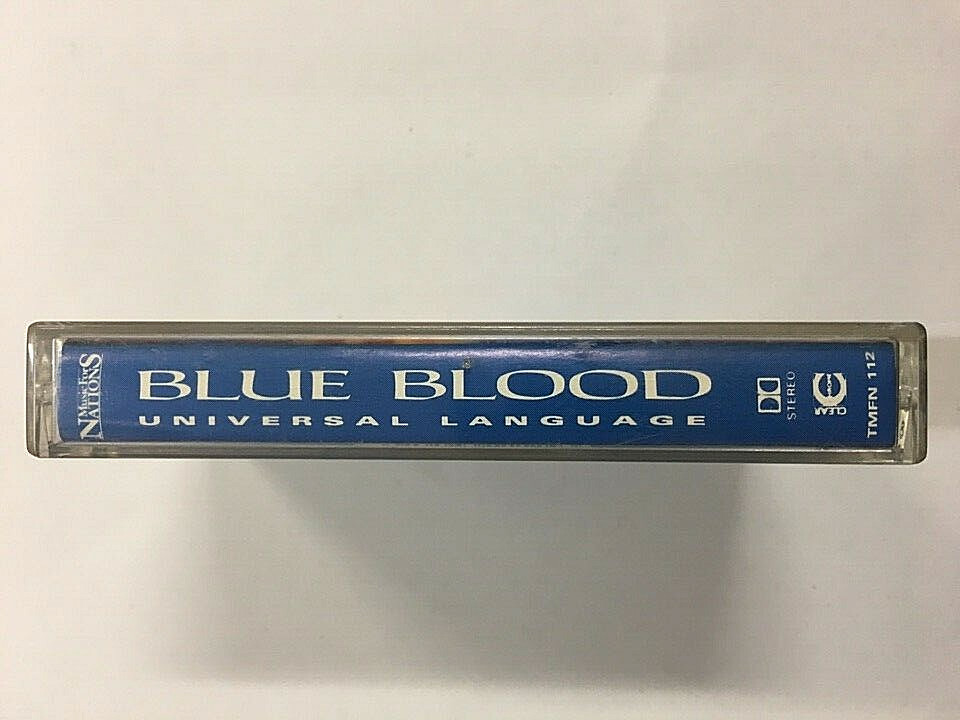 Music For
NATIONS
BLUE BLOOD
UNIVERSAL LANGUAGE
STEREO
TMFN 112